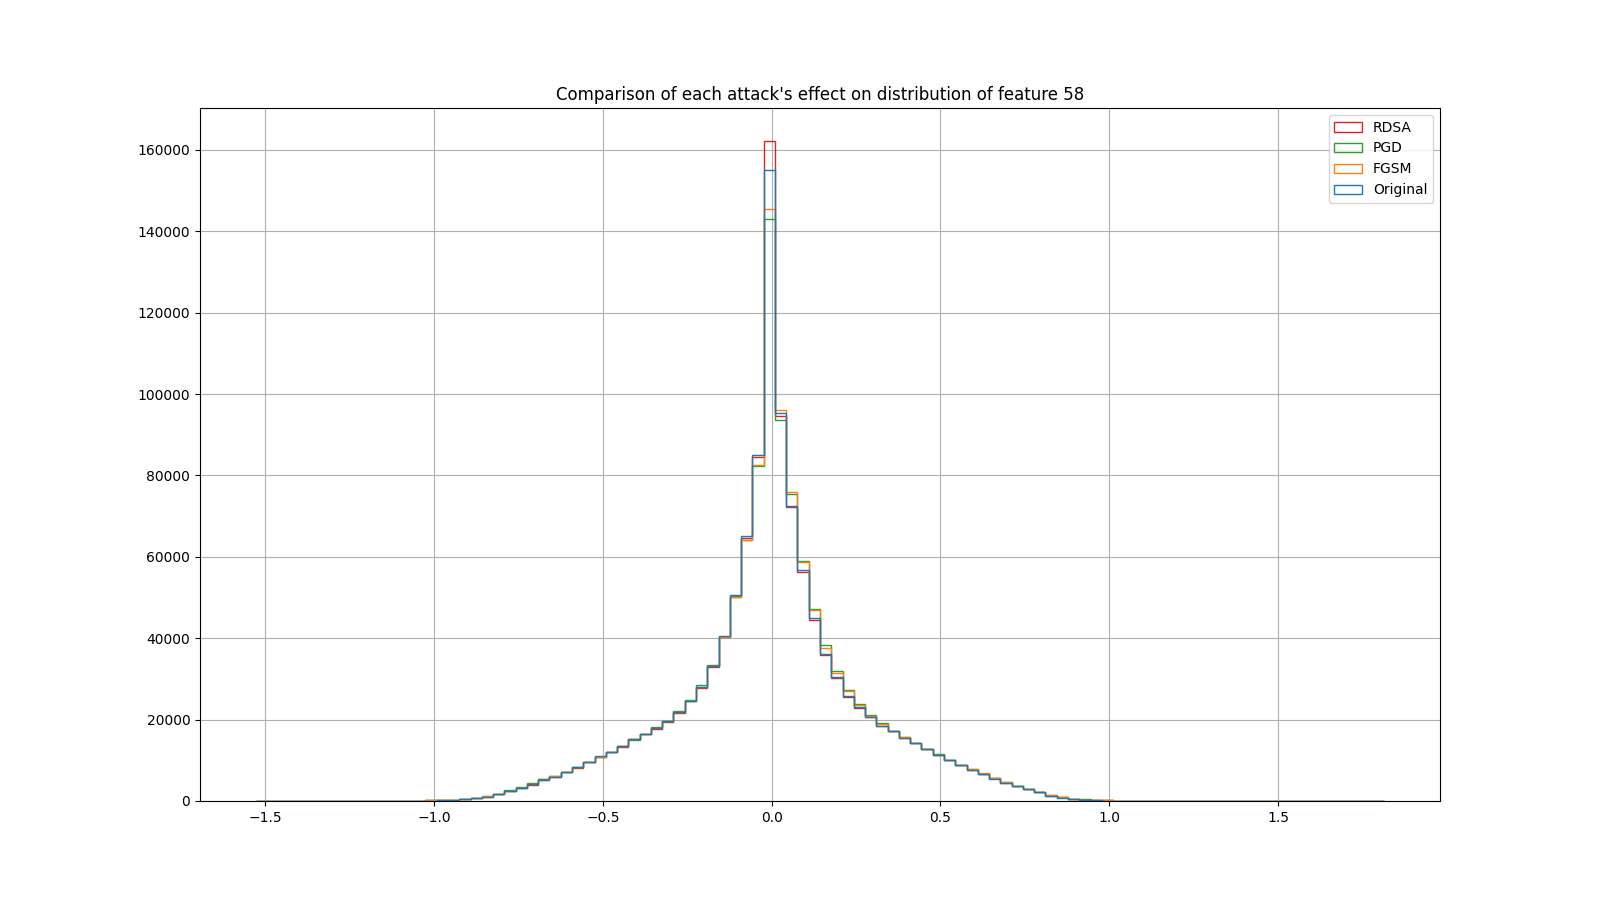 Comparison of each attack's effect on distribution of feature 58
RDSA
PGD
FGSM
Original
160000
140000
120000
100000
80000
60000
40000
20000
0
−1.5 −1.0 −0.5 0.0 0.5 1.0 1.5